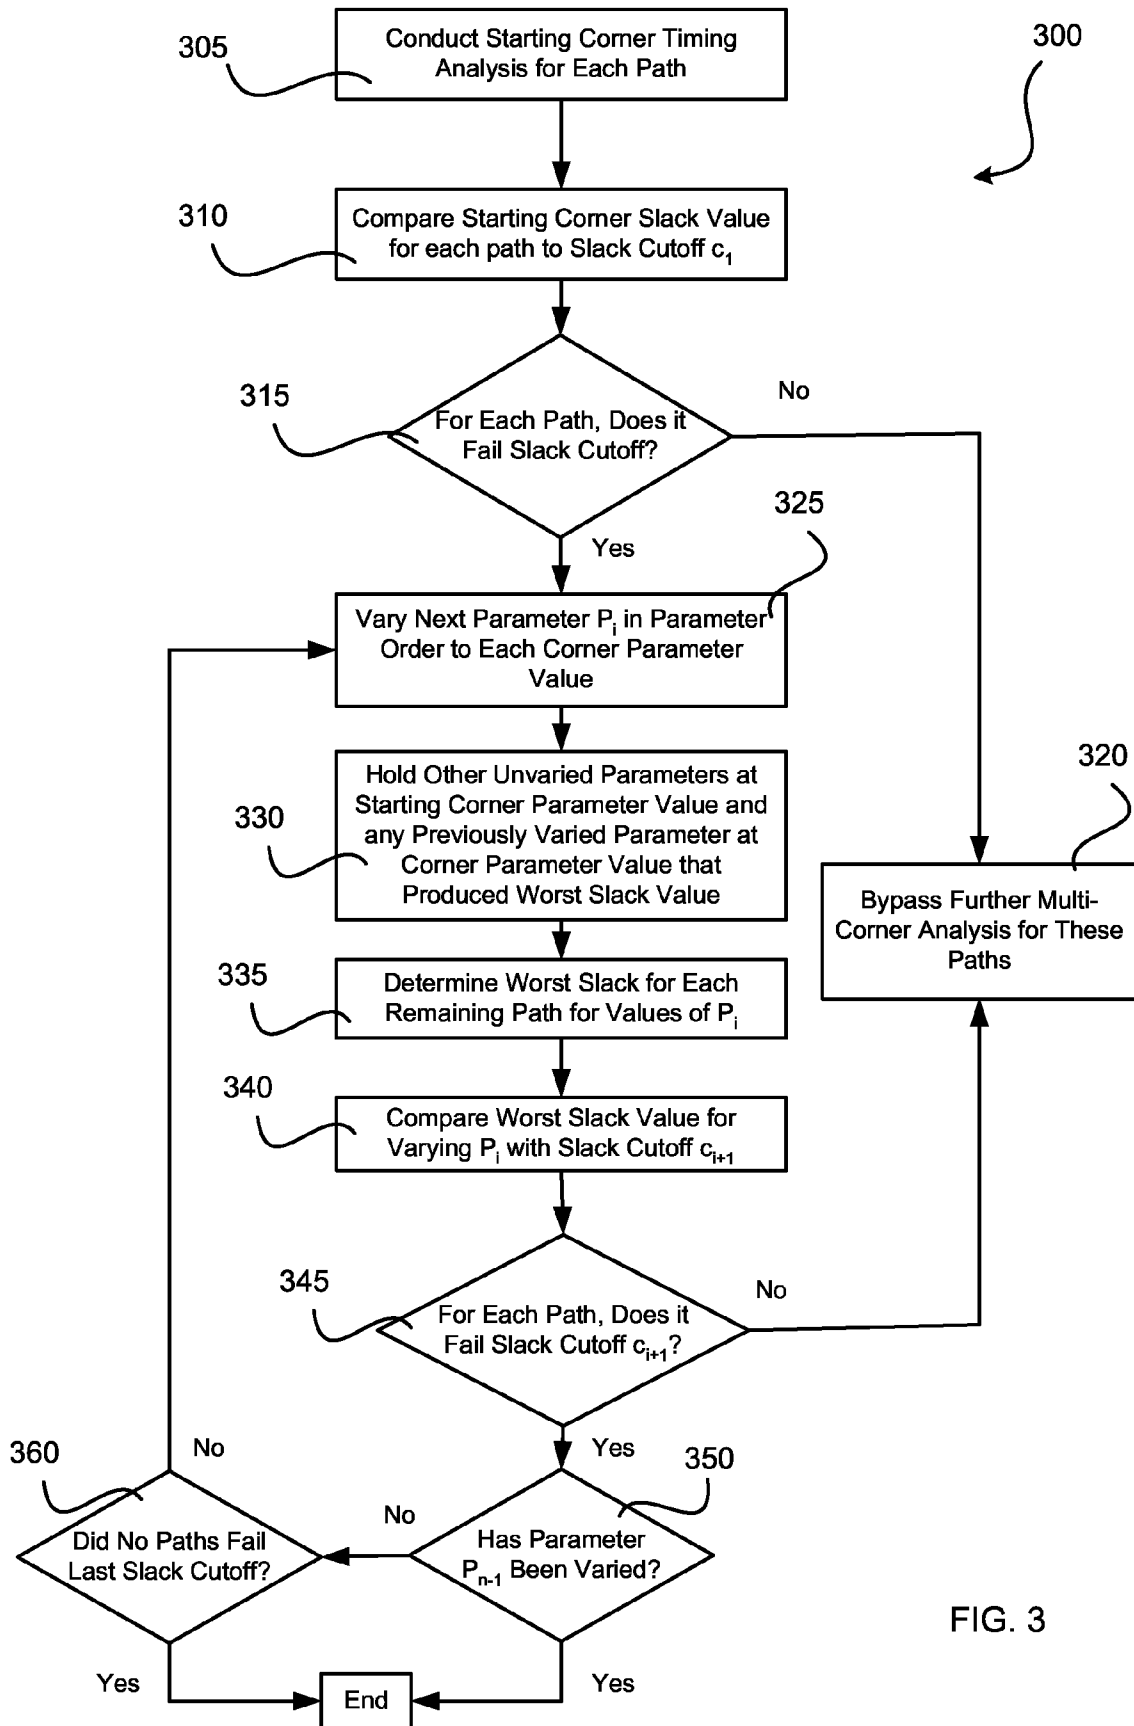 305
Conduct Starting Corner Timing
Analysis for Each Path
300
310
Compare Starting Corner Slack Value
for each path to Slack Cutoff c1
315
For Each Path, Does it
Fail Slack Cutoff?
No
Yes
325
Vary Next Parameter Pi in Parameter
Order to Each Corner Parameter
Value
330
Hold Other Unvaried Parameters at
Starting Corner Parameter Value and
any Previously Varied Parameter at
Corner Parameter Value that
Produced Worst Slack Value
320
Bypass Further Multi-
Corner Analysis for These
Paths
335
Determine Worst Slack for Each
Remaining Path for Values of Pi
340
Compare Worst Slack Value for
Varying Pi with Slack Cutoff ci+1
345
For Each Path, Does it
Fail Slack Cutoff ci+1?
No
Yes
350
Has Parameter
Pn-1 Been Varied?
No
360
No
Did No Paths Fail
Last Slack Cutoff?
Yes
End
Yes
FIG. 3